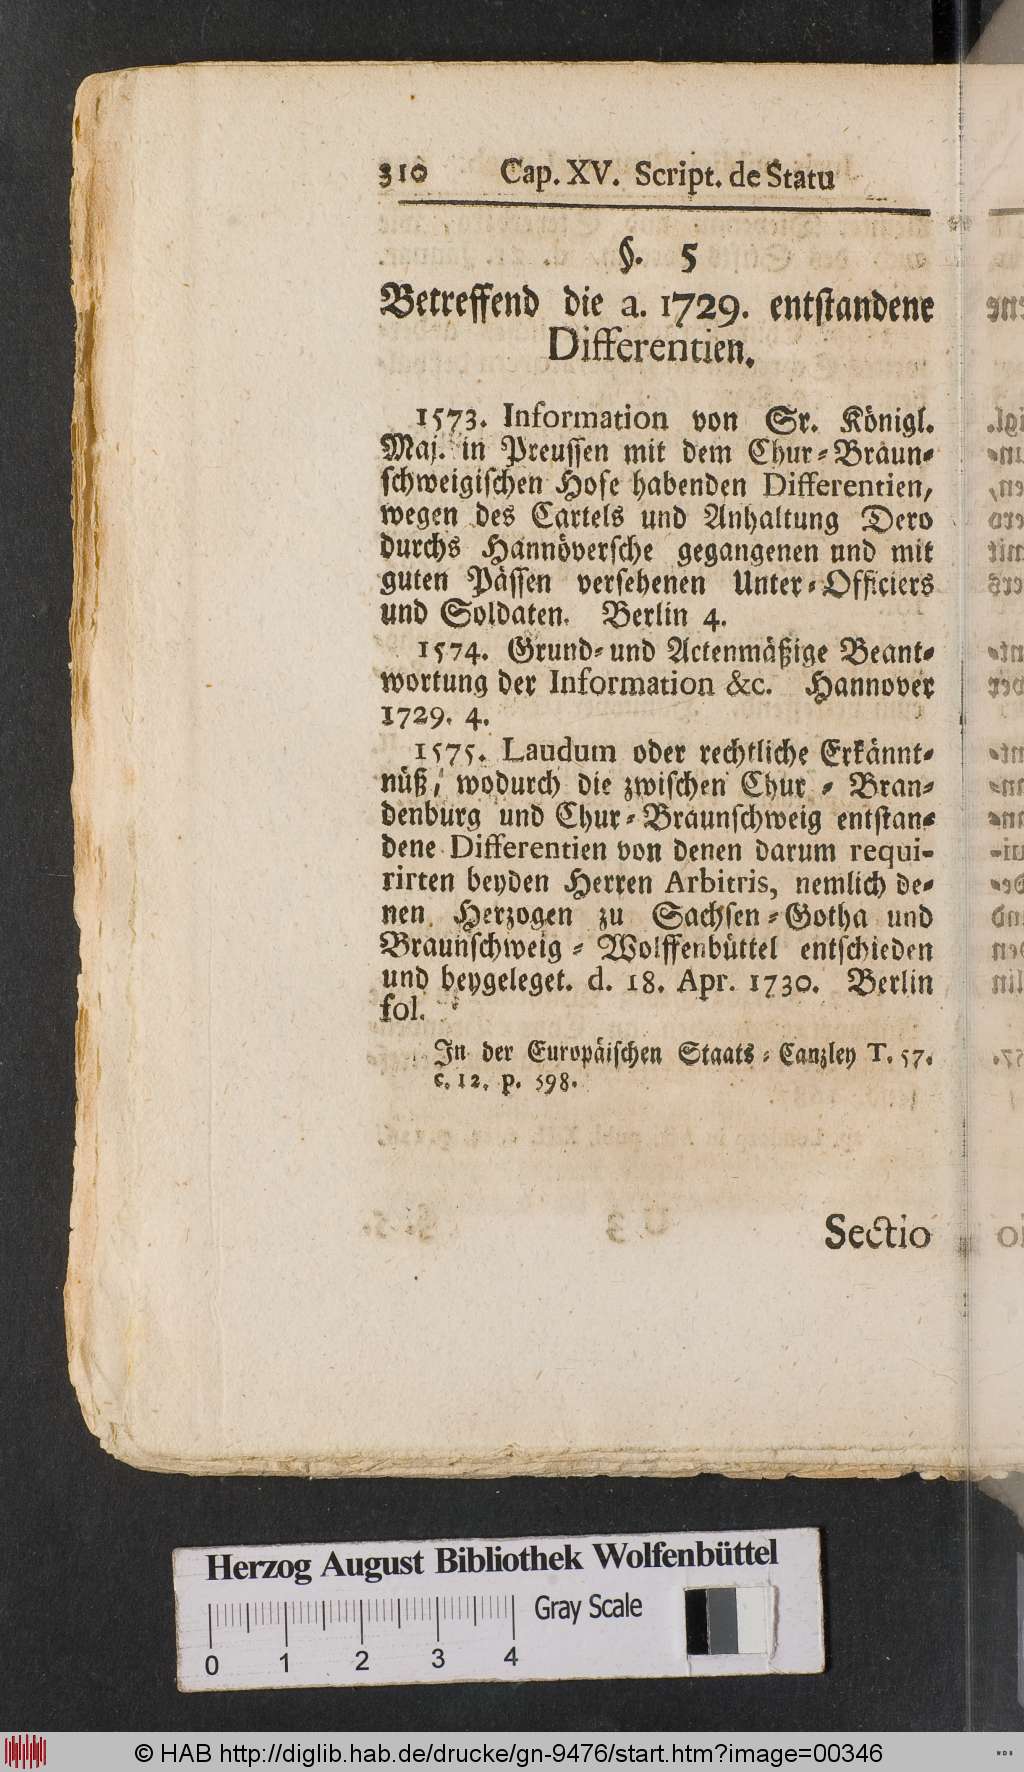 310 Cap. XV. Script. de Statu
§. 5
Betreffend die a. 1729. entstandene
Differentien.
1573. Information von Sr. Königl.
Maj. in Preussen mit dem Chur-Braun-
schweigischen Hofe habenden Differentien,
wegen des Cartels und Anhaltung Dero
durchs Hannöversche gegangenen und mit
guten Pässen versehenen Unter-Officiers
und Soldaten. Berlin 4.
1574. Grund- und Actenmäßige Beant-
wortung der Information &c. Hannover
1729. 4.
1575. Laudum oder rechtliche Erkännt-
nüß, wodurch die zwischen Chur-Bran-
denburg und Chur-Braunschweig entstan-
dene Differentien von denen darum requi-
rirten beyden Herren Arbitris, nemlich de-
nen Herzogen zu Sachsen-Gotha und
Braunschweig-Wolffenbüttel entschieden
und beygeleget. d. 18. Apr. 1730. Berlin
fol.
In der Europäischen Staats-Canzley T. 57.
c. 12. p. 598.
Sectio
Herzog August Bibliothek Wolfenbüttel
Gray Scale
0 1 2 3 4
© HAB http://diglib.hab.de/drucke/gn-9476/start.htm?image=00346